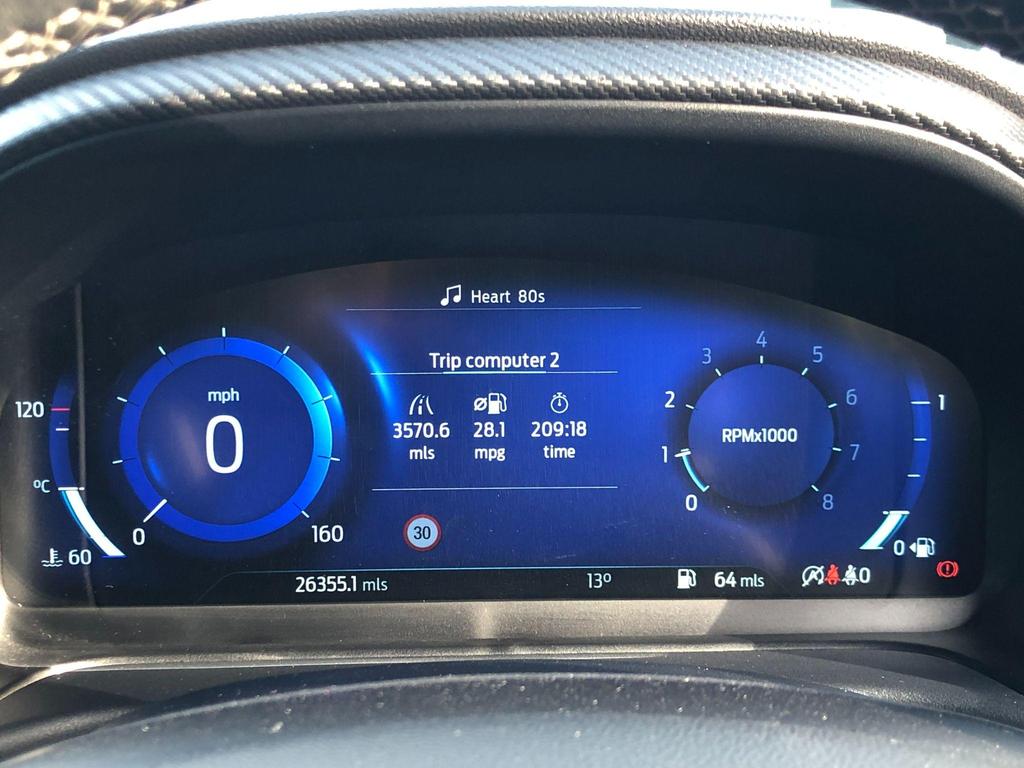 Heart 80s
Trip computer 2
3570.6 28.1 209:18
mls mpg time
120
ºC
60
mph
0
0
160
30
RPMx1000
0
1
2
3
4
5
6
7
8
1
0
26355.1 mls
13º
64 mls
0